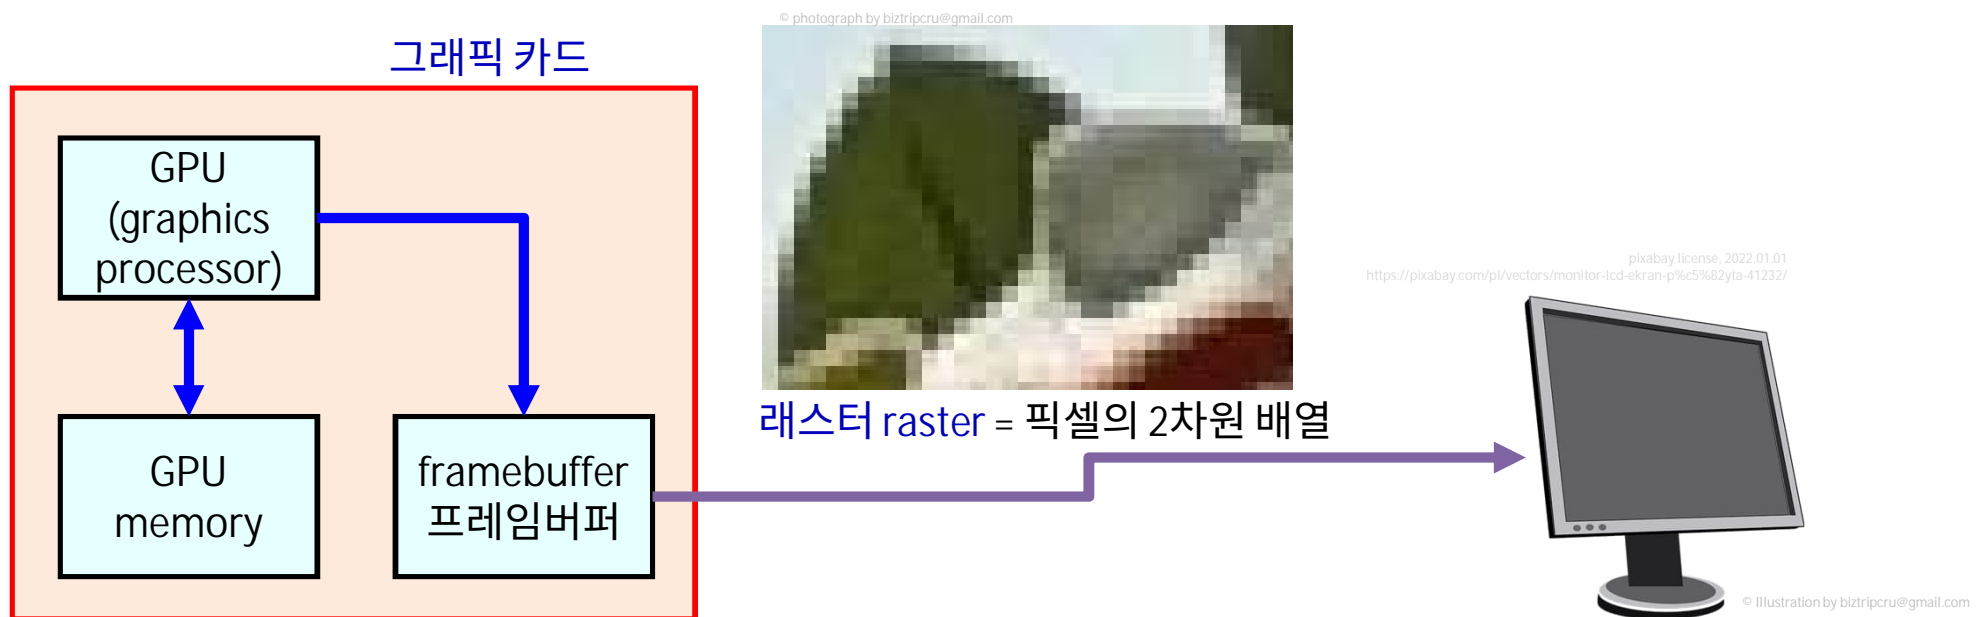 © photograph by biztripcru@gmail.com
그래픽 카드
GPU
(graphics
processor)
GPU
memory
framebuffer
프레임버퍼
래스터 raster = 픽셀의 2차원 배열
pixabay license, 2022.01.01
https://pixabay.com/pl/vectors/monitor-lcd-ekran-p%c5%82yta-41232/
© Illustration by biztripcru@gmail.com